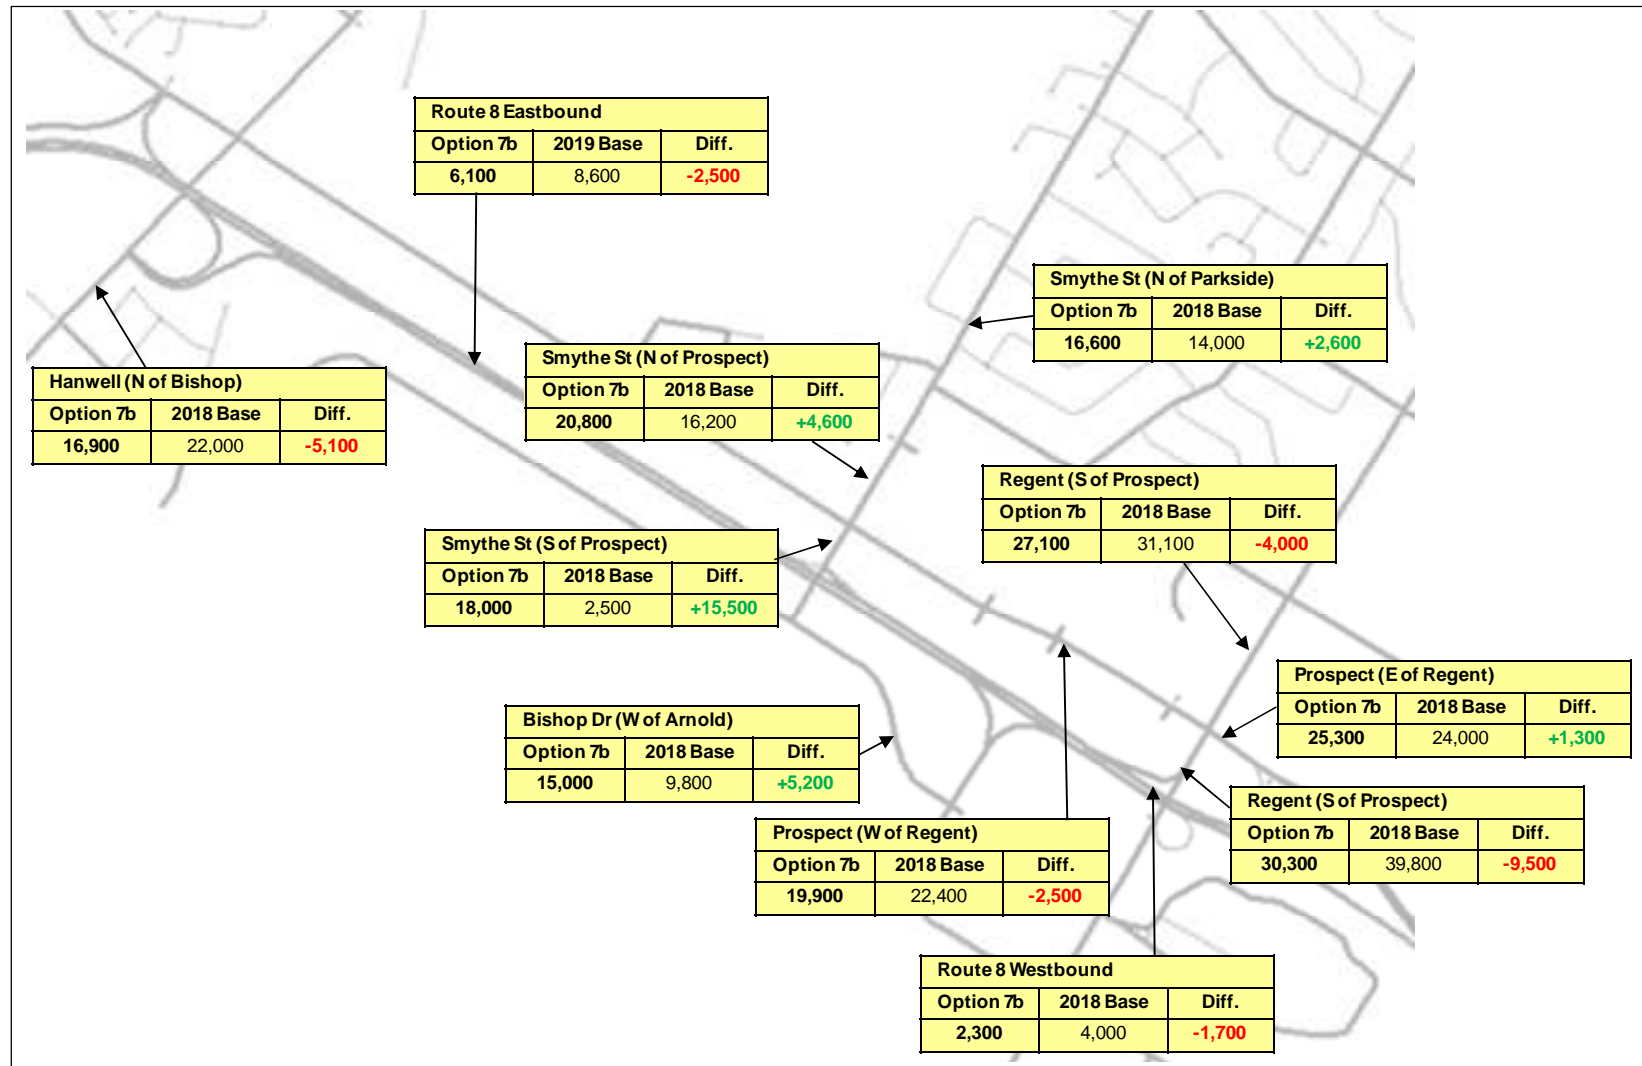 Route 8 Eastbound
Option 7b 2019 Base Diff.
6,100 8,600 -2,500
Smythe St (N of Parkside)
Option 7b 2018 Base Diff.
16,600 14,000 +2,600
Smythe St (N of Prospect)
Option 7b 2018 Base Diff.
20,800 16,200 +4,600
Hanwell (N of Bishop)
Option 7b 2018 Base Diff.
16,900 22,000 -5,100
Regent (S of Prospect)
Option 7b 2018 Base Diff.
27,100 31,100 -4,000
Smythe St (S of Prospect)
Option 7b 2018 Base Diff.
18,000 2,500 +15,500
Prospect (E of Regent)
Option 7b 2018 Base Diff.
25,300 24,000 +1,300
Bishop Dr (W of Arnold)
Option 7b 2018 Base Diff.
15,000 9,800 +5,200
Regent (S of Prospect)
Option 7b 2018 Base Diff.
30,300 39,800 -9,500
Prospect (W of Regent)
Option 7b 2018 Base Diff.
19,900 22,400 -2,500
Route 8 Westbound
Option 7b 2018 Base Diff.
2,300 4,000 -1,700